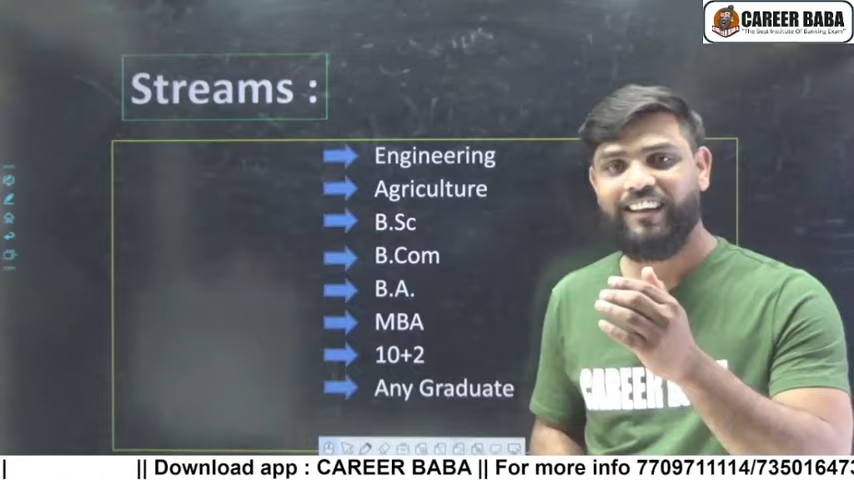 CAREER BABA
"The Best Institute Of Banking Exam"
Streams :
Engineering
Agriculture
B.Sc
B.Com
B.A.
MBA
10+2
Any Graduate
CAREER
|| Download app : CAREER BABA || For more info 7709711114/735016473